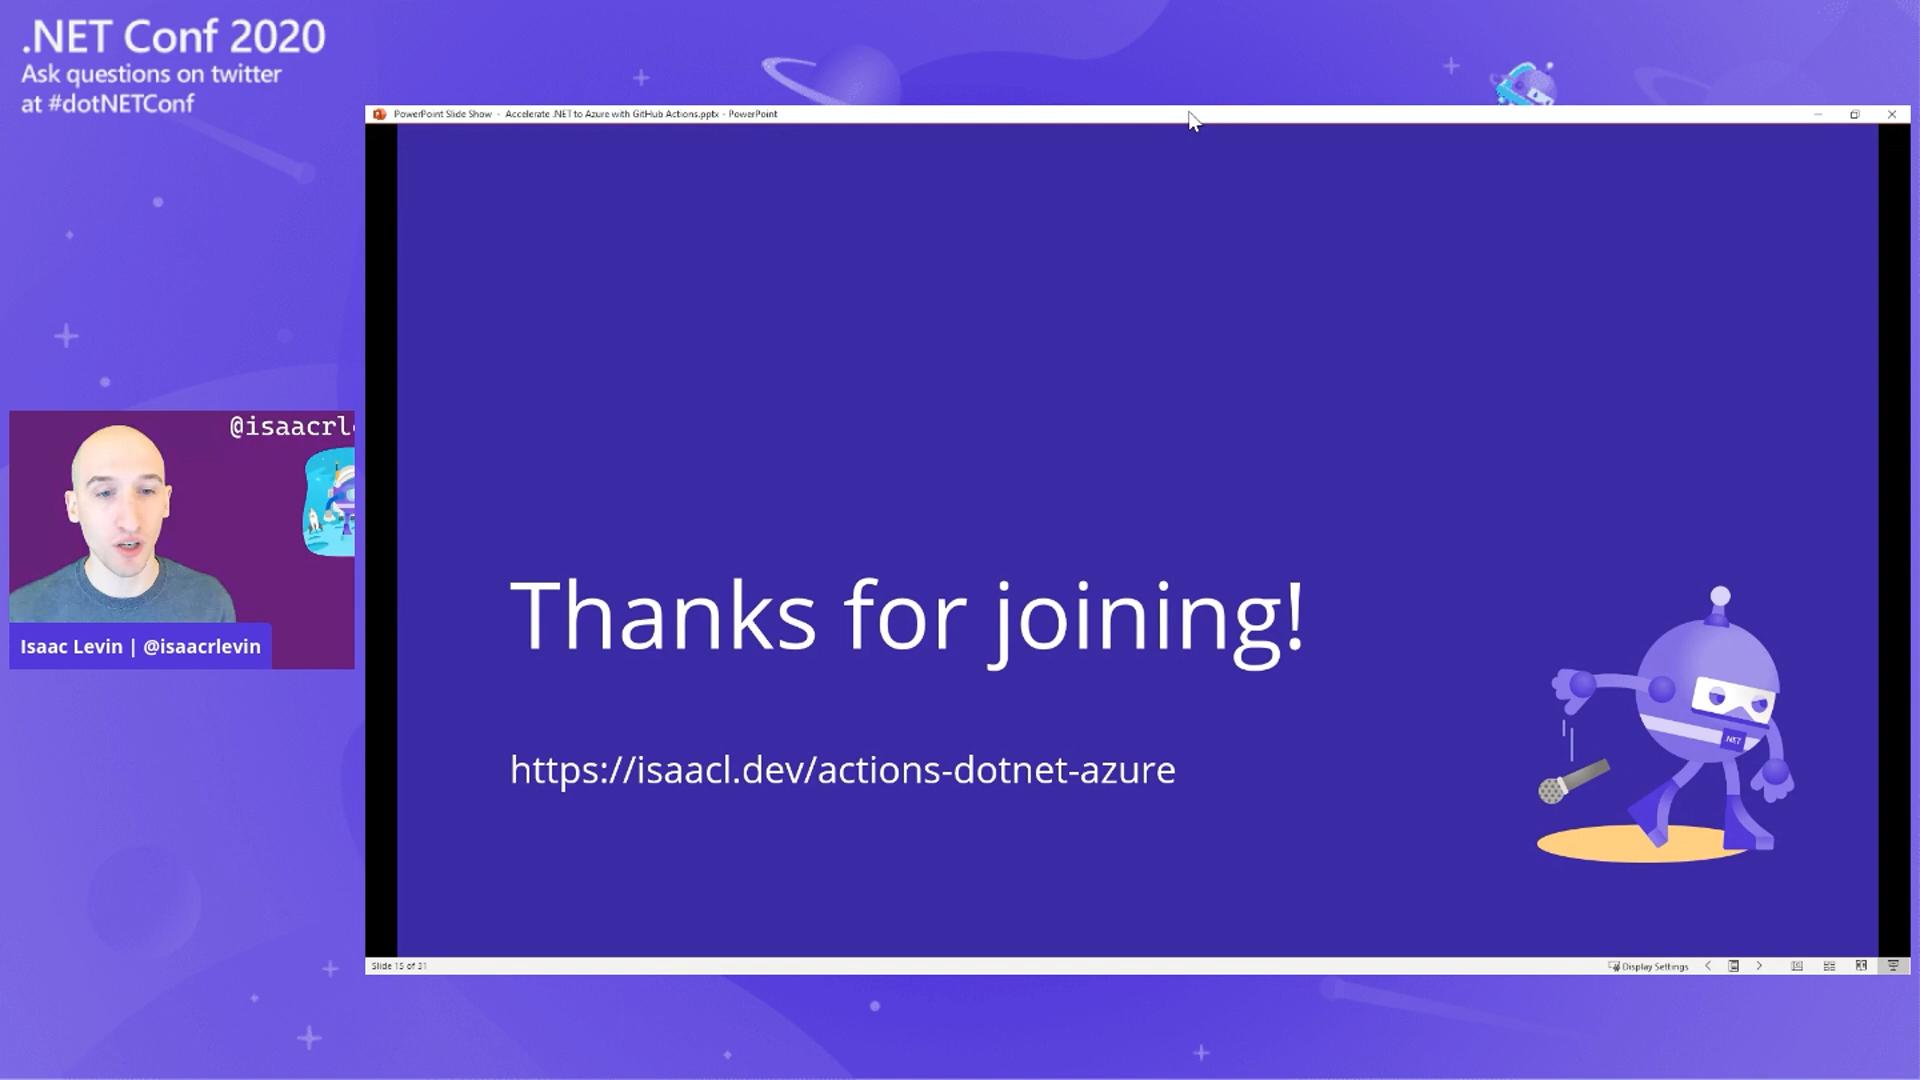 .NET Conf 2020
Ask questions on twitter
at #dotNETConf
PowerPoint Slide Show - Accelerate .NET to Azure with GitHub Actions.pptx - PowerPoint
@isaacrl
Isaac Levin | @isaacrlevin
Thanks for joining!
https://isaacl.dev/actions-dotnet-azure
.NET
Slide 15 of 31
Display Settings